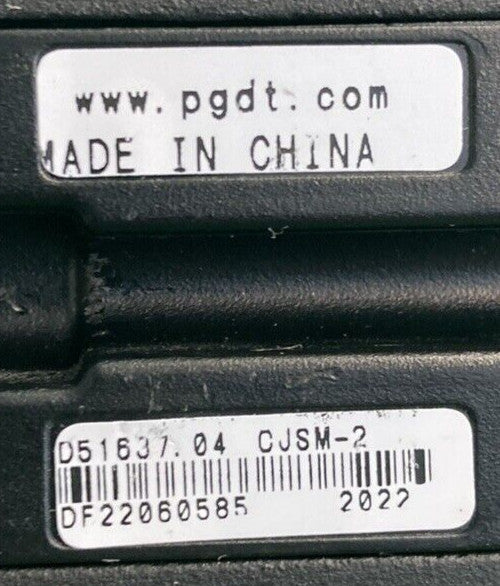 www.pgdt.com
MADE IN CHINA
D51637.04 CJSM-2
DF22060585 2022